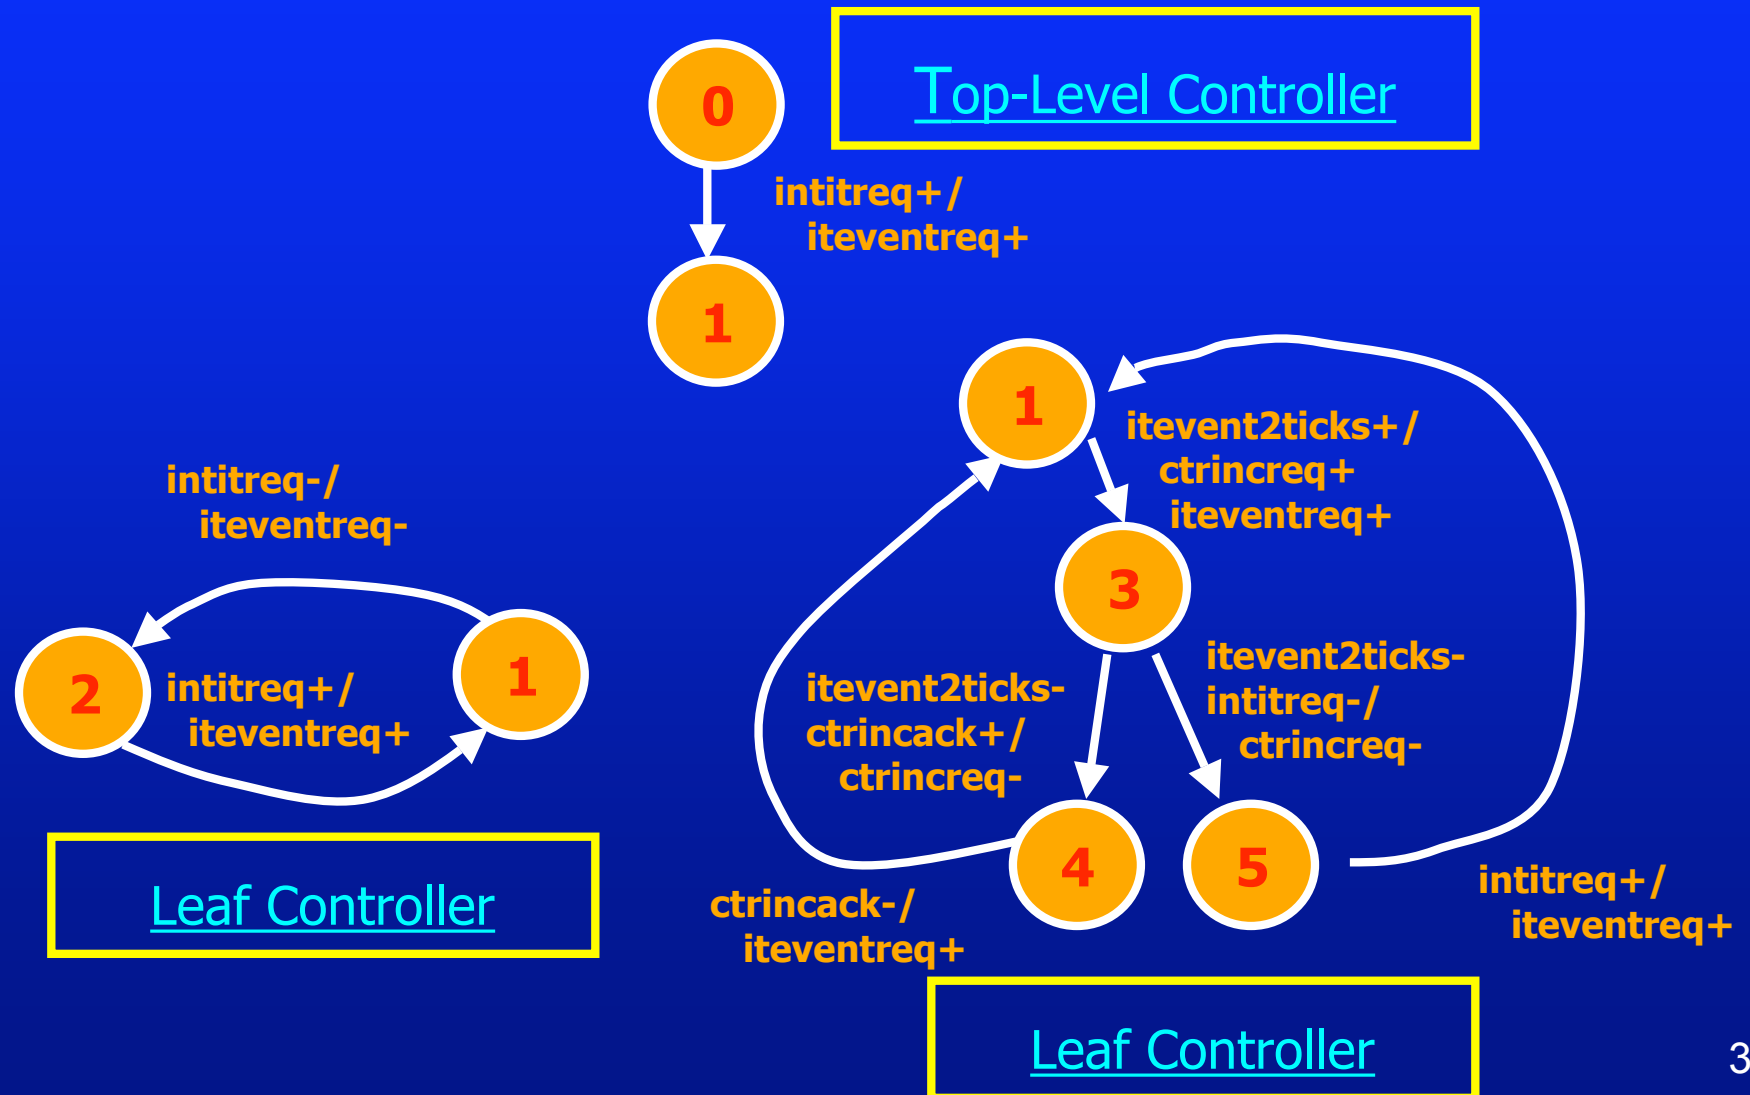 0
Top-Level Controller
intitreq+/
iteventreq+
1
1
itevent2ticks+/
ctrincreq+
iteventreq+
intitreq-/
iteventreq-
3
2
intitreq+/
iteventreq+
1
itevent2ticks-
ctrincack+/
ctrincreq-
itevent2ticks-
intitreq-/
ctrincreq-
4
5
ctrincack-/
iteventreq+
intitreq+/
iteventreq+
Leaf Controller
Leaf Controller
3